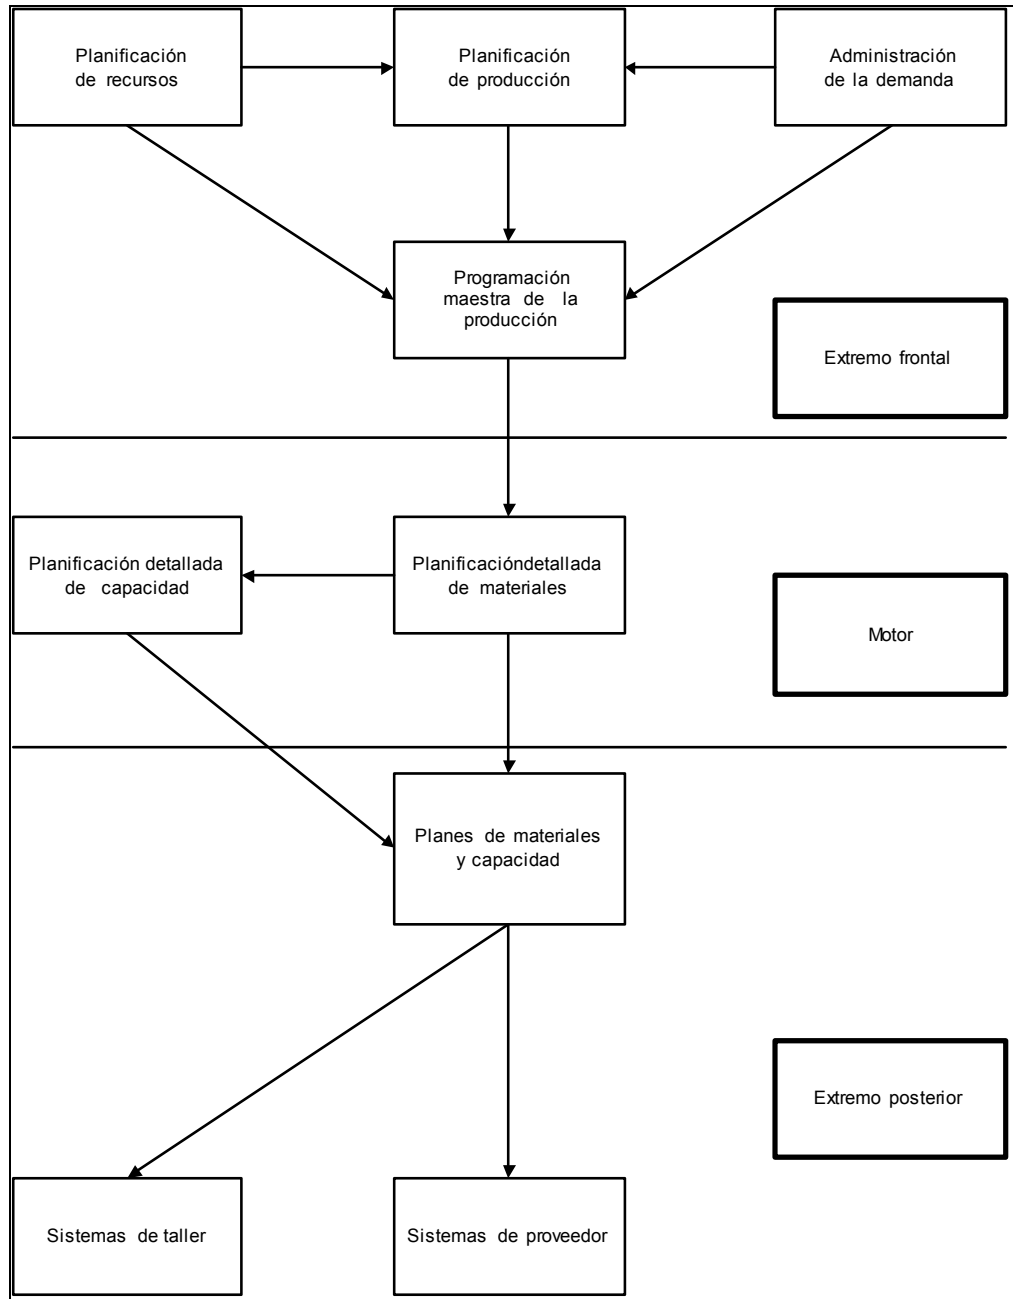 Planificación
de recursos
Planificación
de producción
Administración
de la demanda
Programación
maestra de la
producción
Extremo frontal
Planificación detallada
de capacidad
Planificacióndetallada
de materiales
Motor
Planes de materiales
y capacidad
Extremo posterior
Sistemas de taller
Sistemas de proveedor